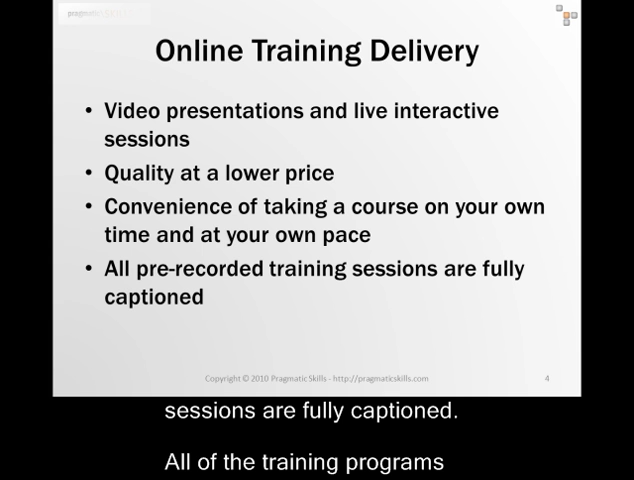 Online Training Delivery
• Video presentations and live interactive
sessions
• Quality at a lower price
• Convenience of taking a course on your own
time and at your own pace
• All pre-recorded training sessions are fully
captioned
Copyright © 2010 Pragmatic Skills - http://pragmaticskills.com
4
sessions are fully captioned.
All of the training programs